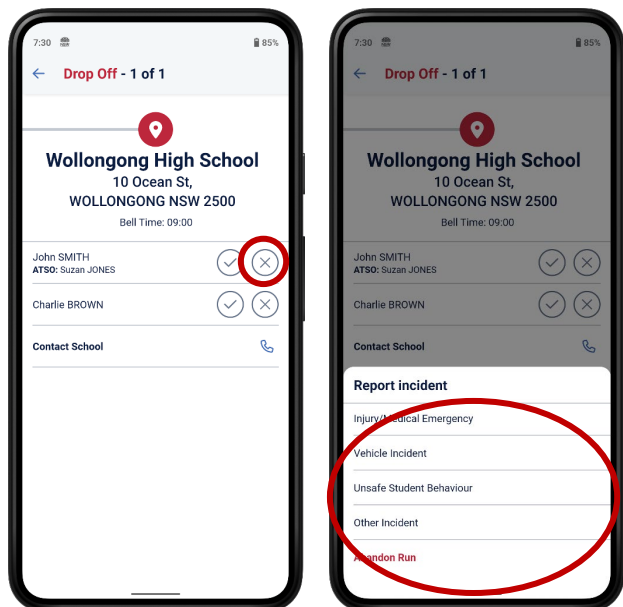 7:30
85%
Drop Off - 1 of 1
Wollongong High School
10 Ocean St,
WOLLONGONG NSW 2500
Bell Time: 09:00
John SMITH
ATSO: Suzan JONES
Charlie BROWN
Contact School
7:30
85%
Drop Off - 1 of 1
Wollongong High School
10 Ocean St,
WOLLONGONG NSW 2500
Bell Time: 09:00
John SMITH
ATSO: Suzan JONES
Charlie BROWN
Contact School
Report incident
Injury/Medical Emergency
Vehicle Incident
Unsafe Student Behaviour
Other Incident
Abandon Run